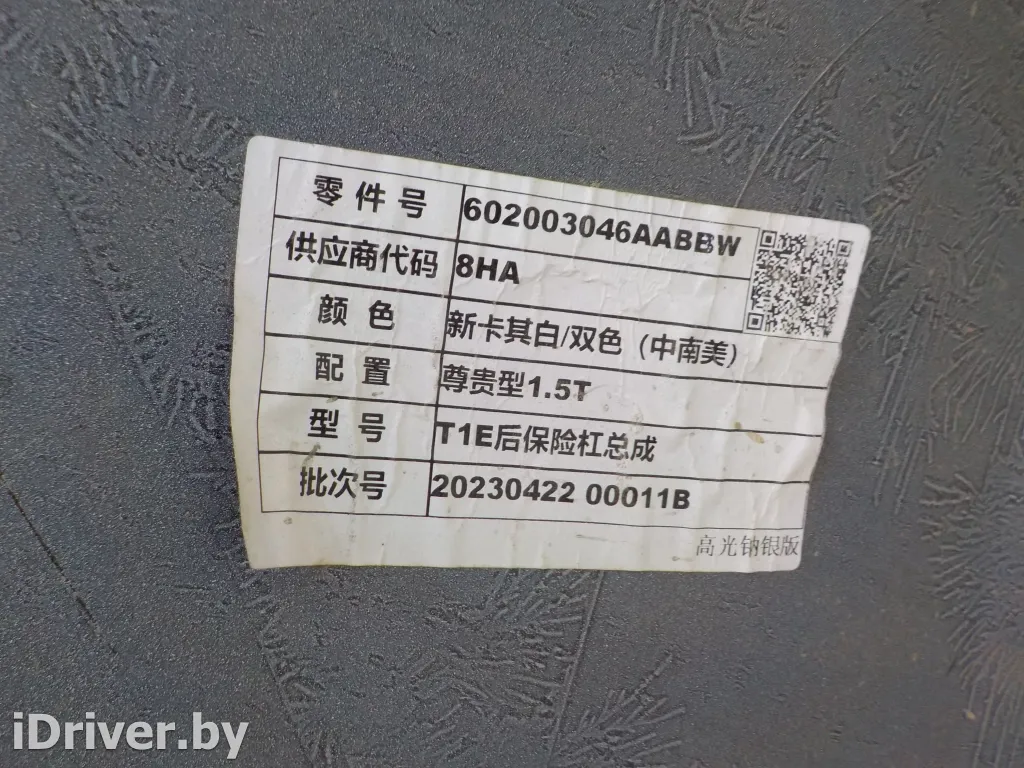 零件号 602003046AABBW
供应商代码 8HA
颜色 新卡其白/双色（中南美）
配置 尊贵型1.5T
型号 T1E后保险杠总成
批次号 20230422 00011B
高光钠银版
iDriver.by